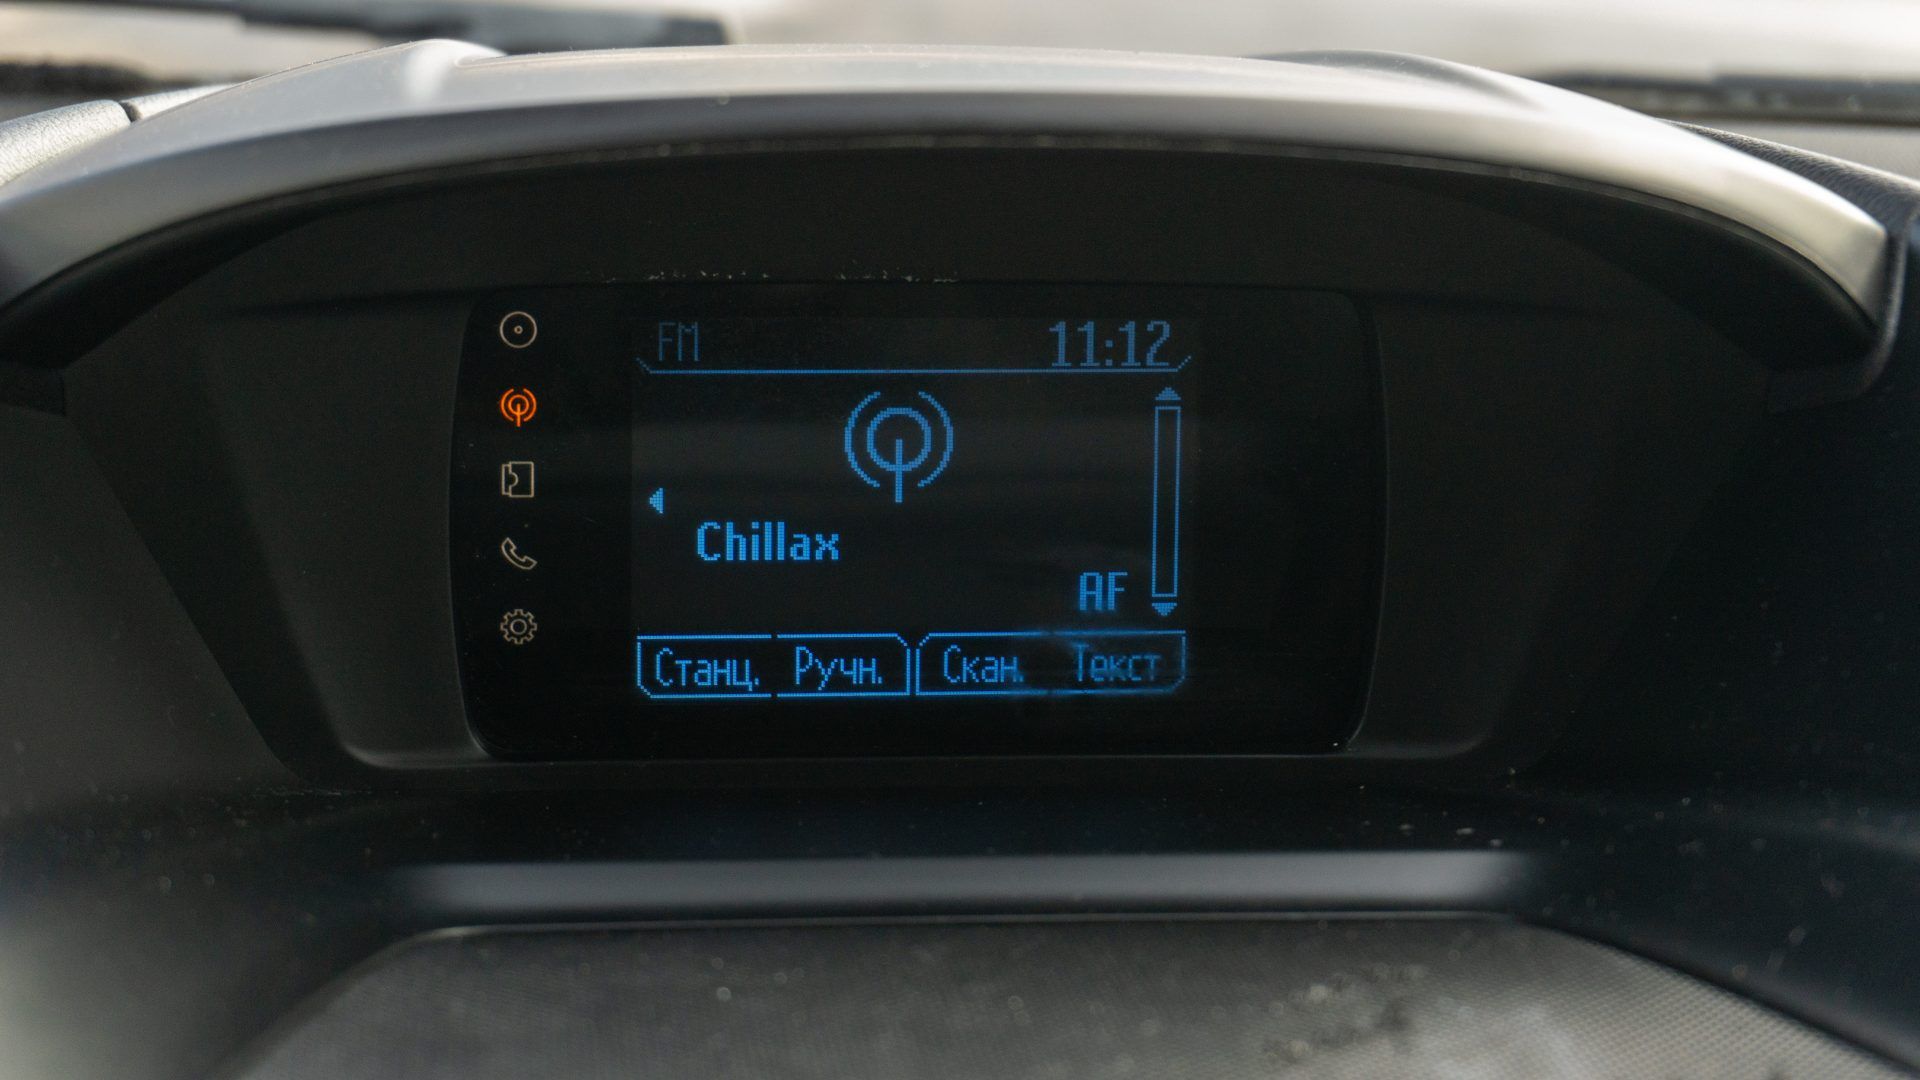 FM 11:12
Chillax
AF
Станц. Ручн. Скан. Текст